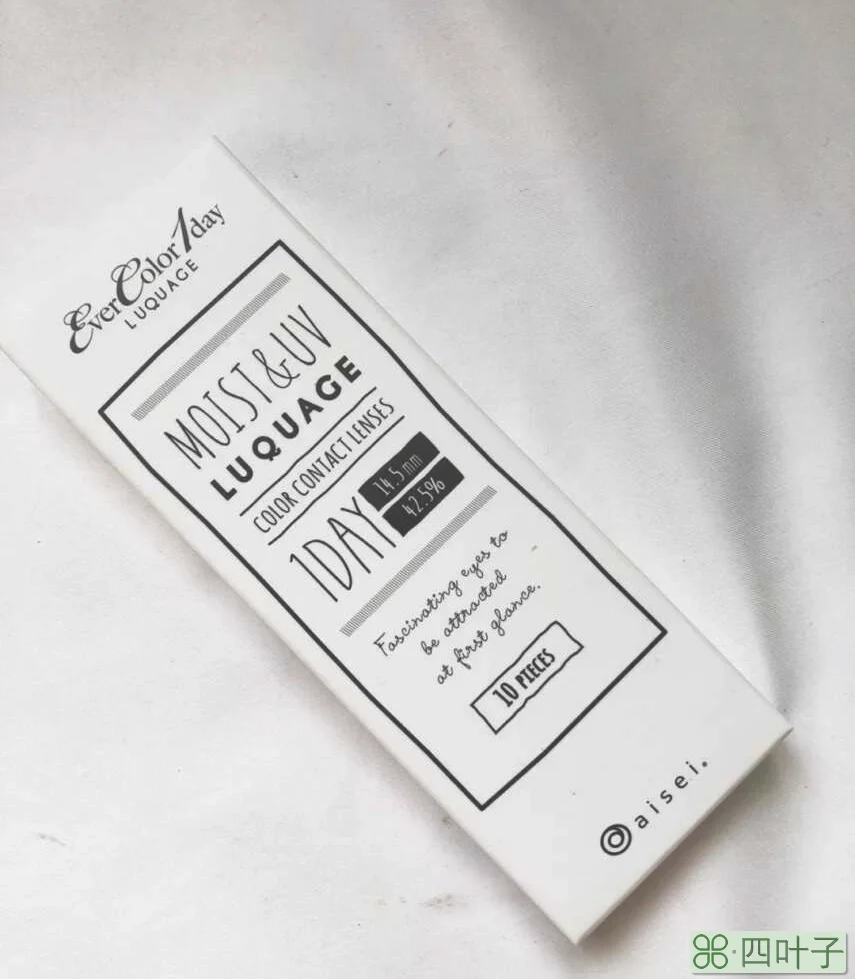 EverColor1day
LUQUAGE
MOIST&UV
LUQUAGE
COLOR CONTACT LENSES
1DAY
14.5mm
42.5%
Fascinating eyes to
be attracted
at first glance.
10 PIECES
aisei.
四叶子